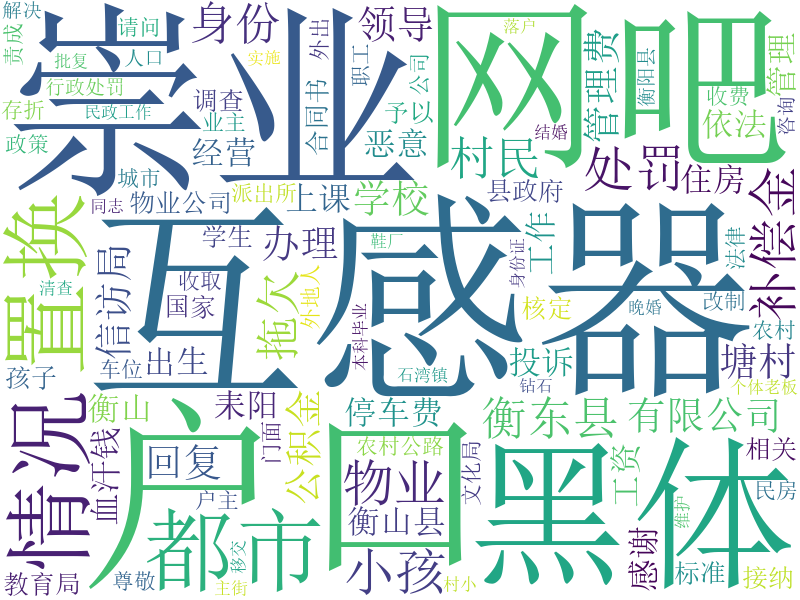 解决
请问
身份
外出
领导
落户
责成
批复
人口
实施
职工
崇业
网吧
行政处罚
存折
民政工作
调查
合同书
公司
予以
管理费
衡阳县
收费
管理
咨询
政策
业主
经营
恶意
结婚
依法
村民
处罚
住房
城市
派出所
同志
物业公司
上课
学校
县政府
补偿金
置换
互感器
学生
办理
鞋厂
身份证
工作
法律
信访局
收取
国家
清查
外地人
拖欠
核定
晚婚
改制
农村
孩子
车位
出生
本科毕业
石湾镇
投诉
钻石
塘村
个体老板
情况
衡山
耒阳
停车费
衡东县
有限公司
户口
黑体
血汗钱
公积金
门面
回复
农村公路
文化局
工资
相关
物业
户主
衡山县
民房
都市
移交
小孩
维护
感谢
标准
接纳
教育局
尊敬
主街
村小